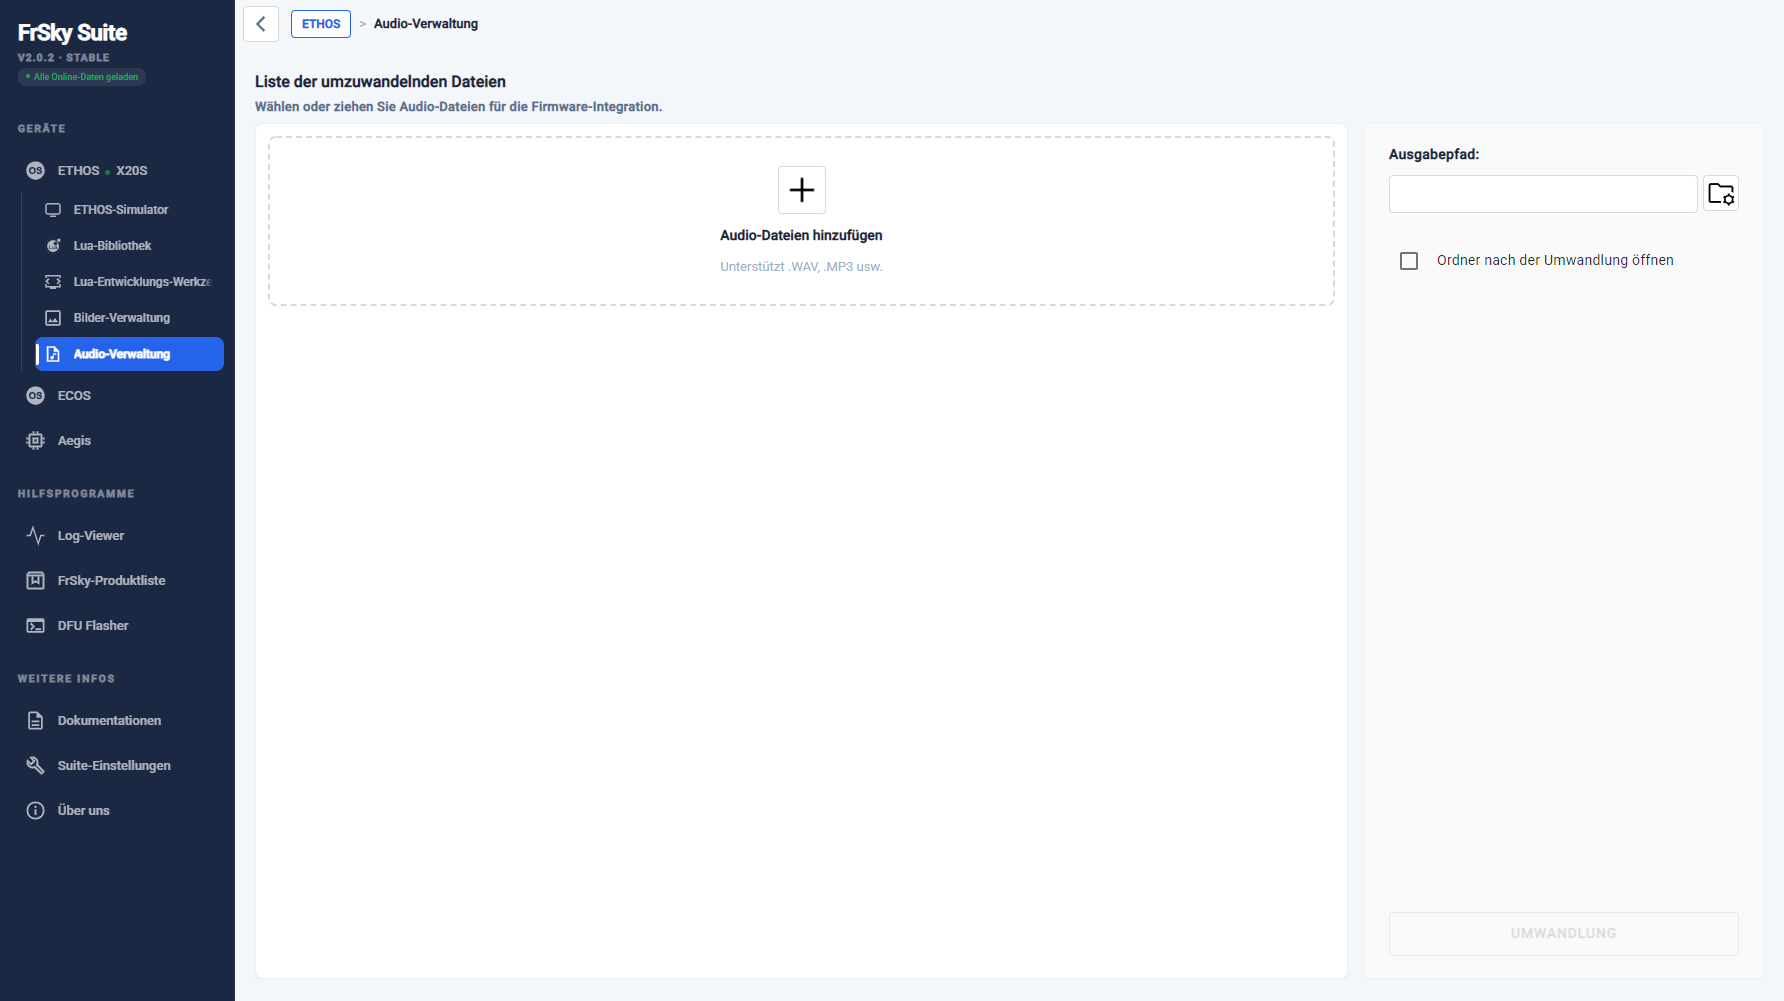 FrSky Suite
V2.0.2 · STABLE
Alle Online-Daten geladen
GERÄTE
ETHOS X20S
ETHOS-Simulator
Lua-Bibliothek
Lua-Entwicklungs-Werkze
Bilder-Verwaltung
Audio-Verwaltung
ECOS
Aegis
HILFSPROGRAMME
Log-Viewer
FrSky-Produktliste
DFU Flasher
WEITERE INFOS
Dokumentationen
Suite-Einstellungen
Über uns
ETHOS > Audio-Verwaltung
Liste der umzuwandelnden Dateien
Wählen oder ziehen Sie Audio-Dateien für die Firmware-Integration.
Audio-Dateien hinzufügen
Unterstützt .WAV, .MP3 usw.
Ausgabepfad:
Ordner nach der Umwandlung öffnen
UMWANDLUNG